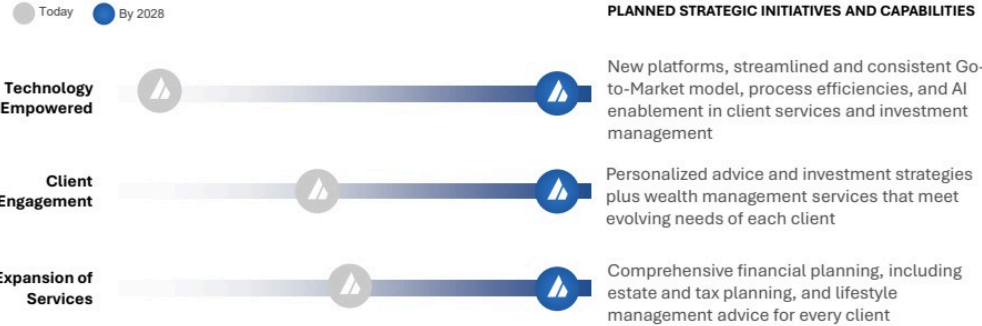 Today
By 2028
PLANNED STRATEGIC INITIATIVES AND CAPABILITIES
Technology
Empowered
New platforms, streamlined and consistent Go-
to-Market model, process efficiencies, and AI
enablement in client services and investment
management
Client
Engagement
Personalized advice and investment strategies
plus wealth management services that meet
evolving needs of each client
Expansion of
Services
Comprehensive financial planning, including
estate and tax planning, and lifestyle
management advice for every client